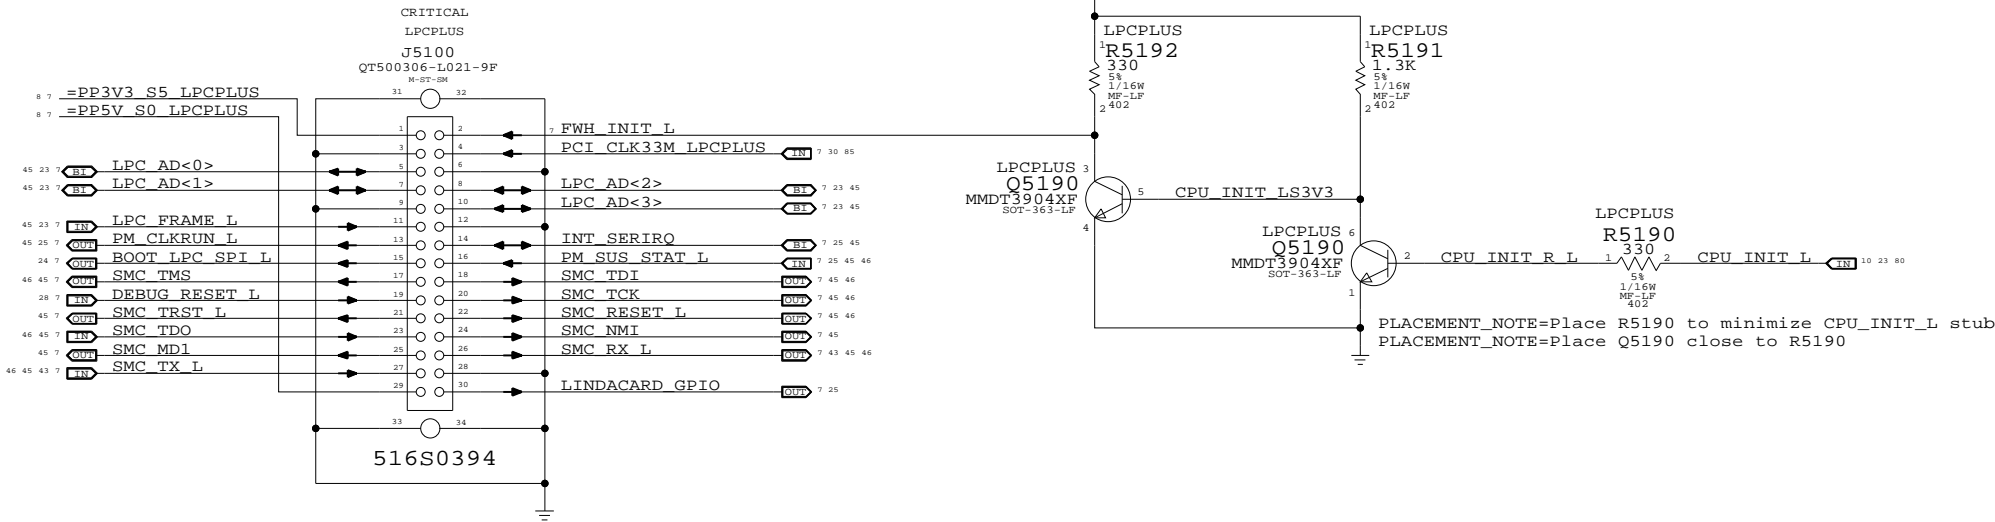 CRITICAL
LPCPLUS
J5100
QT500306-L021-9F
M-ST-SM
31 32
8 7 =PP3V3_S5_LPCPLUS
8 7 =PP5V_S0_LPCPLUS
1 2 7 FWH_INIT_L
3 4 PCI_CLK33M_LPCPLUS IN 7 30 85
45 23 7 BI LPC_AD<0> 5 6
45 23 7 BI LPC_AD<1> 7 8 LPC_AD<2> BI 7 23 45
9 10 LPC_AD<3> BI 7 23 45
45 23 7 IN LPC_FRAME_L 11 12
45 25 7 OUT PM_CLKRUN_L 13 14 INT_SERIRQ BI 7 25 45
24 7 OUT BOOT_LPC_SPI_L 15 16 PM_SUS_STAT_L IN 7 25 45 46
46 45 7 OUT SMC_TMS 17 18 SMC_TDI OUT 7 45 46
28 7 IN DEBUG_RESET_L 19 20 SMC_TCK OUT 7 45 46
45 7 OUT SMC_TRST_L 21 22 SMC_RESET_L OUT 7 45 46
46 45 7 IN SMC_TDO 23 24 SMC_NMI OUT 7 45
45 7 OUT SMC_MD1 25 26 SMC_RX_L OUT 7 43 45 46
46 45 43 7 IN SMC_TX_L 27 28
29 30 LINDACARD_GPIO OUT 7 25
33 34
516S0394
LPCPLUS
1 R5192
330
5%
1/16W
MF-LF
2 402
LPCPLUS
1 R5191
1.3K
5%
1/16W
MF-LF
2 402
LPCPLUS 3
Q5190
MMDT3904XF
SOT-363-LF
5 CPU_INIT_LS3V3
4
LPCPLUS 6
Q5190
MMDT3904XF
SOT-363-LF
2 CPU_INIT_R_L
1
LPCPLUS
R5190
330
1 2 CPU_INIT_L IN 10 23 80
5%
1/16W
MF-LF
402
PLACEMENT_NOTE=Place R5190 to minimize CPU_INIT_L stub
PLACEMENT_NOTE=Place Q5190 close to R5190